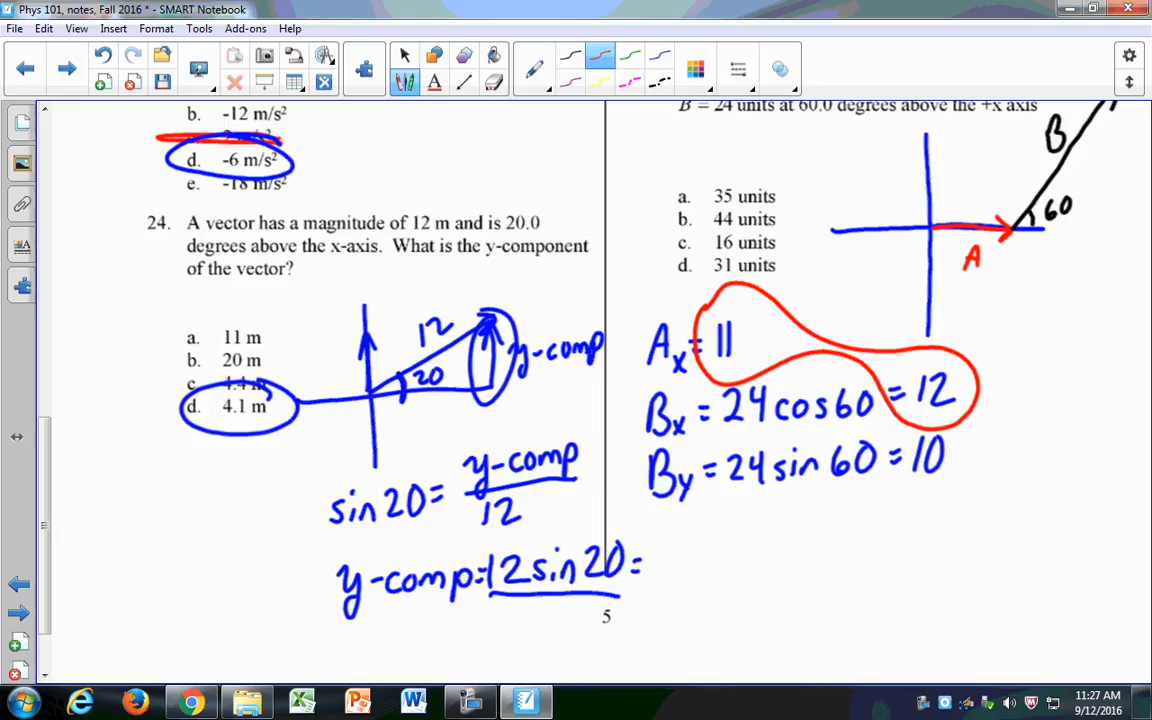 Phys 101, notes, Fall 2016 * - SMART Notebook
File Edit View Insert Format Tools Add-ons Help
b. -12 m/s²
d. -6 m/s²
e. -18 m/s²
24. A vector has a magnitude of 12 m and is 20.0
degrees above the x-axis. What is the y-component
of the vector?
a. 11 m
b. 20 m
c. 4.4 m
d. 4.1 m
12
20
y-comp
sin 20 = y-comp
12
y-comp = 12 sin 20 =
B = 24 units at 60.0 degrees above the +x axis
a. 35 units
b. 44 units
c. 16 units
d. 31 units
B
60
A
Ax = 11
Bx = 24 cos 60 = 12
By = 24 sin 60 = 10
5
11:27 AM
9/12/2016